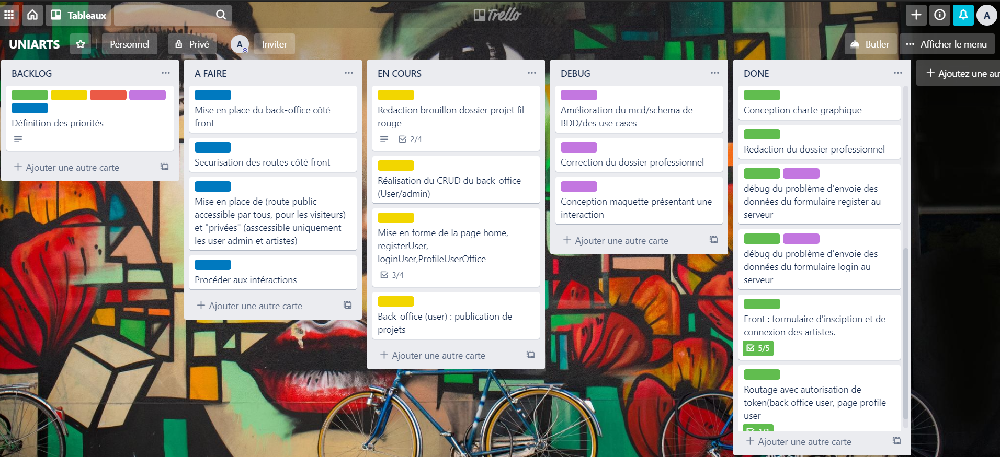 Tableaux
Trello
A
UNIARTS
Personnel
Privé
A
Inviter
Butler
Afficher le menu
BACKLOG
Définition des priorités
Ajouter une autre carte
A FAIRE
Mise en place du back-office côté
front
Securisation des routes côté front
Mise en place de (route public
accessible par tous, pour les visiteurs)
et "privées" (asscessible uniquement
les user admin et artistes)
Procéder aux intéractions
Ajouter une autre carte
EN COURS
Redaction brouillon dossier projet fil
rouge
2/4
Réalisation du CRUD du back-office
(User/admin)
Mise en forme de la page home,
registerUser,
loginUser,ProfileUserOffice
3/4
Back-office (user) : publication de
projets
Ajouter une autre carte
DEBUG
Amélioration du mcd/schema de
BDD/des use cases
Correction du dossier professionnel
Conception maquette présentant une
interaction
Ajouter une autre carte
DONE
Conception charte graphique
Redaction du dossier professionnel
débug du problème d'envoie des
données du formulaire register au
serveur
débug du problème d'envoie des
données du formulaire login au
serveur
Front : formulaire d'insciption et de
connexion des artistes.
5/5
Routage avec autorisation de
token(back office user, page profile
user
1/1
Ajouter une autre carte
Ajoutez une au